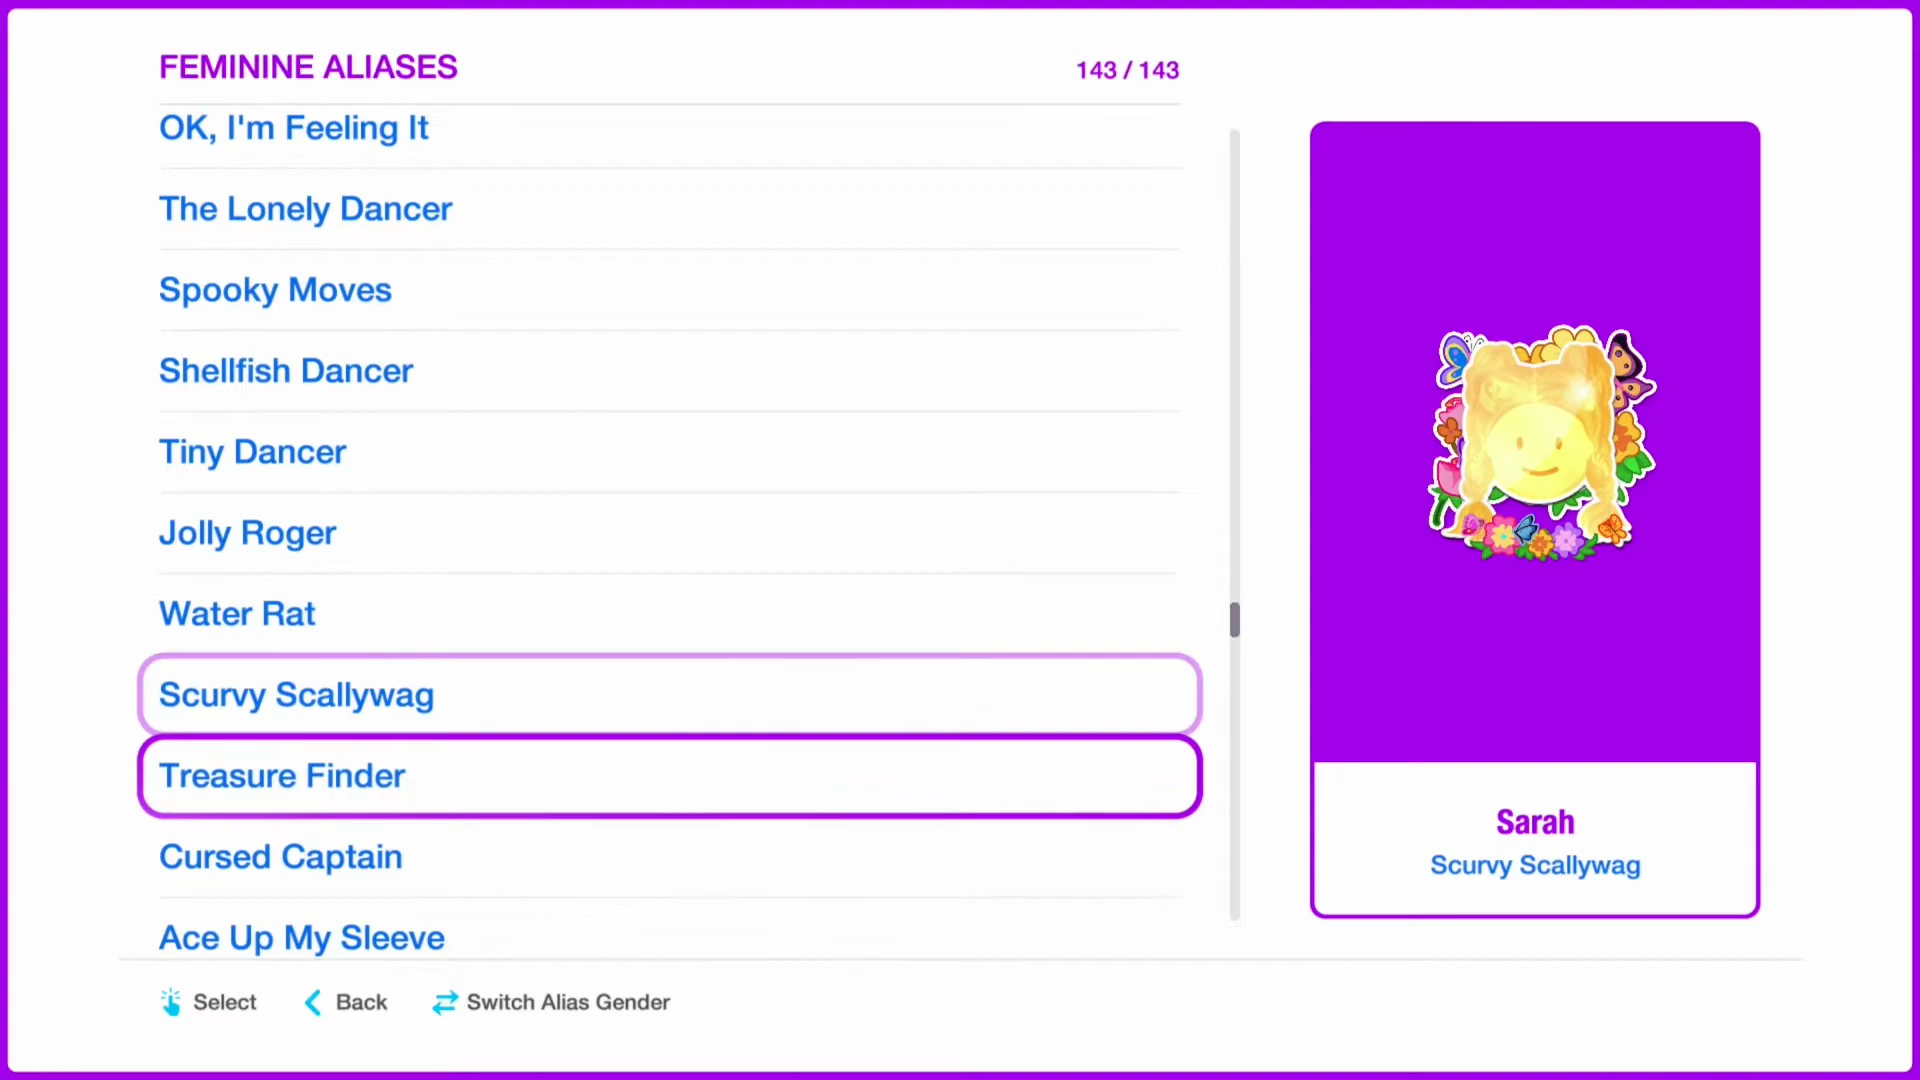 FEMININE ALIASES
143 / 143
OK, I'm Feeling It
The Lonely Dancer
Spooky Moves
Shellfish Dancer
Tiny Dancer
Jolly Roger
Water Rat
Scurvy Scallywag
Treasure Finder
Cursed Captain
Ace Up My Sleeve
Sarah
Scurvy Scallywag
Select
Back
Switch Alias Gender